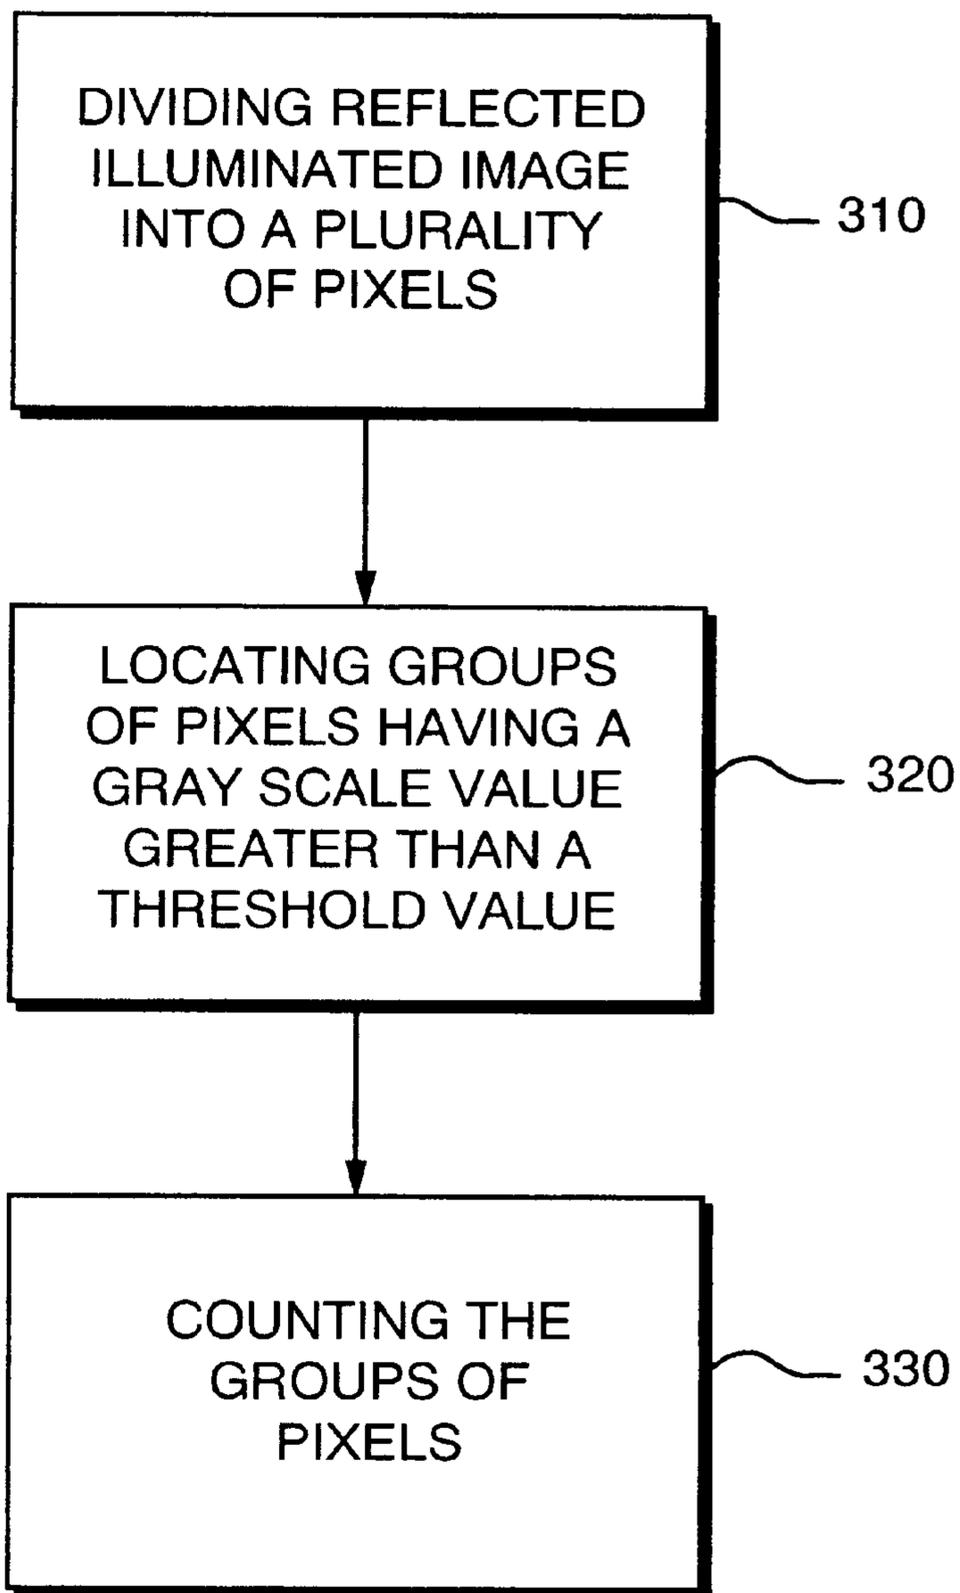 DIVIDING REFLECTED
ILLUMINATED IMAGE
INTO A PLURALITY
OF PIXELS
310
LOCATING GROUPS
OF PIXELS HAVING A
GRAY SCALE VALUE
GREATER THAN A
THRESHOLD VALUE
320
COUNTING THE
GROUPS OF
PIXELS
330